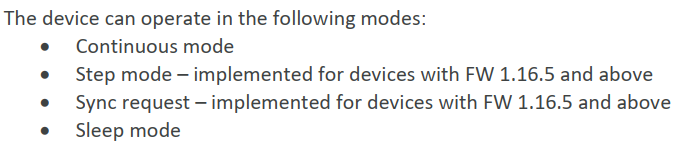 The device can operate in the following modes:
• Continuous mode
• Step mode – implemented for devices with FW 1.16.5 and above
• Sync request – implemented for devices with FW 1.16.5 and above
• Sleep mode